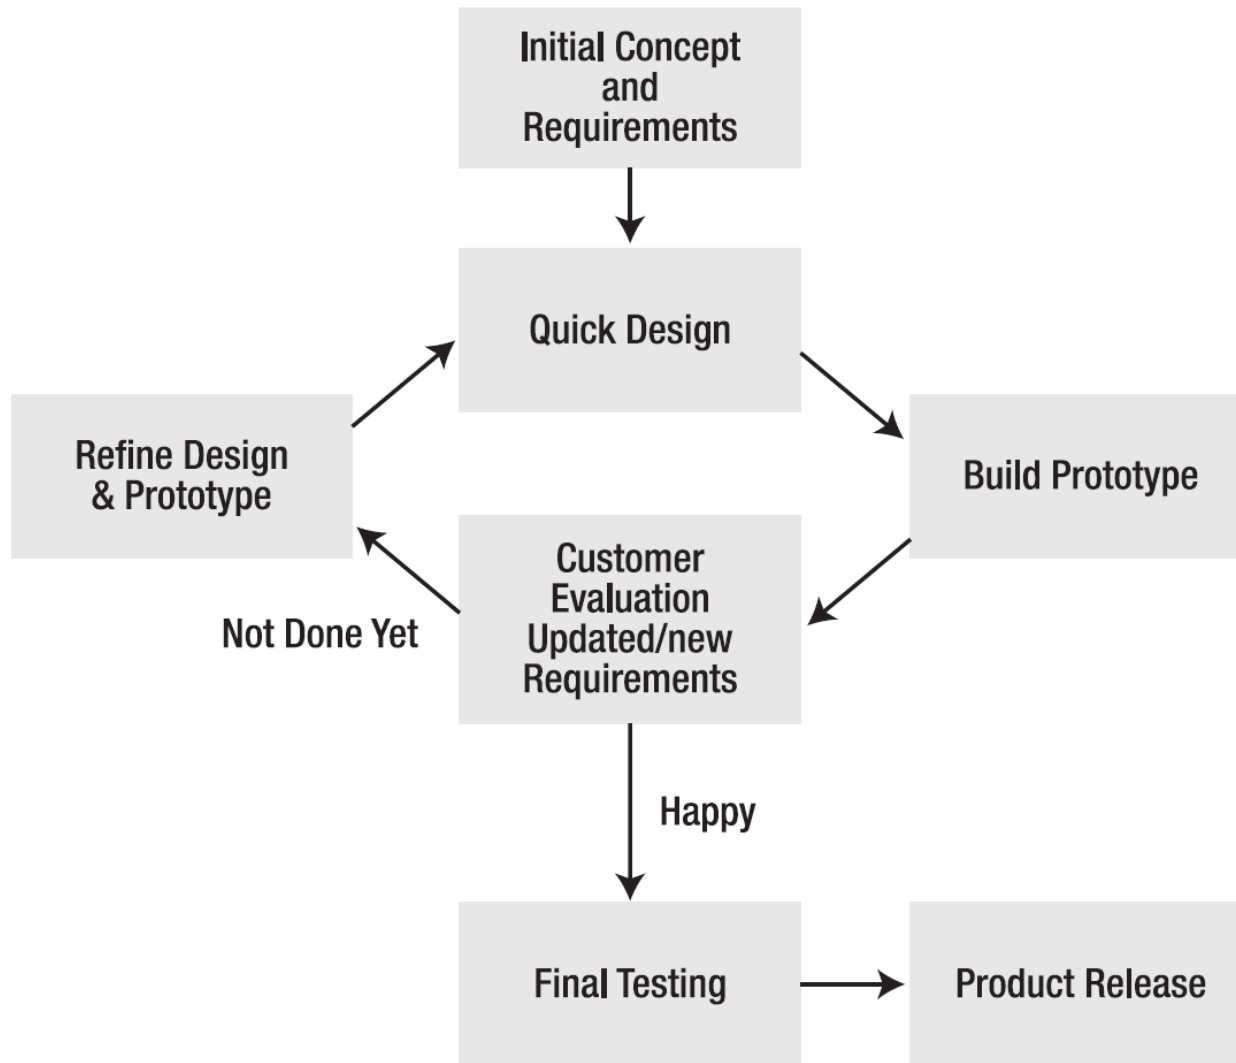 Initial Concept
and
Requirements
Quick Design
Refine Design
& Prototype
Build Prototype
Customer
Evaluation
Updated/new
Requirements
Not Done Yet
Happy
Final Testing
Product Release